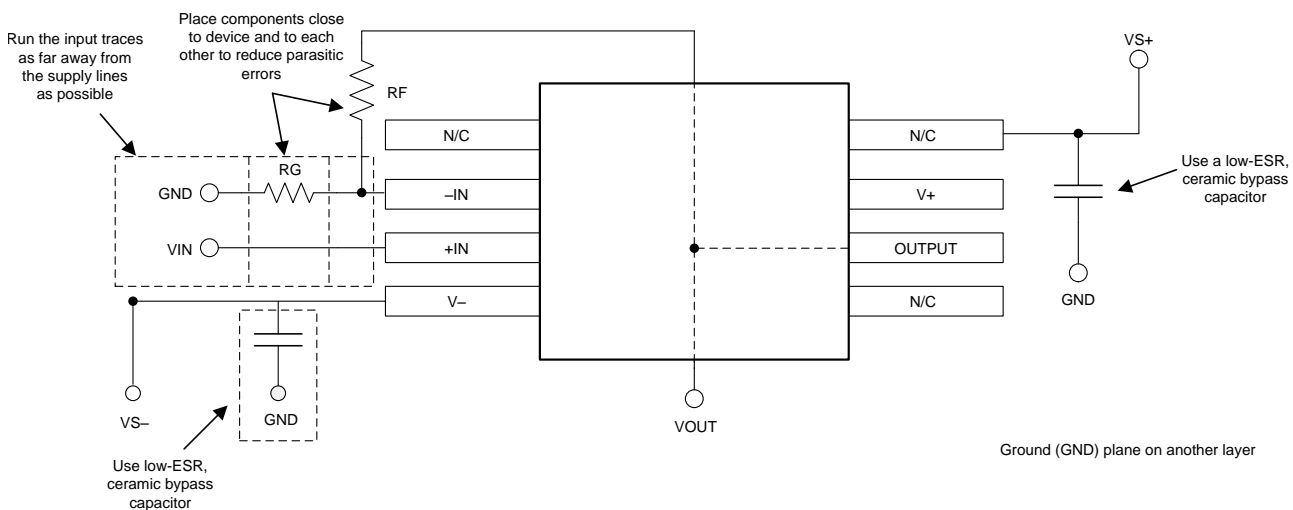 Place components close
to device and to each
other to reduce parasitic
errors
Run the input traces
as far away from
the supply lines
as possible
VS+
RF
N/C
N/C
Use a low-ESR,
ceramic bypass
capacitor
RG
GND
–IN
V+
VIN
+IN
OUTPUT
V–
N/C
GND
VS–
GND
VOUT
Use low-ESR,
ceramic bypass
capacitor
Ground (GND) plane on another layer